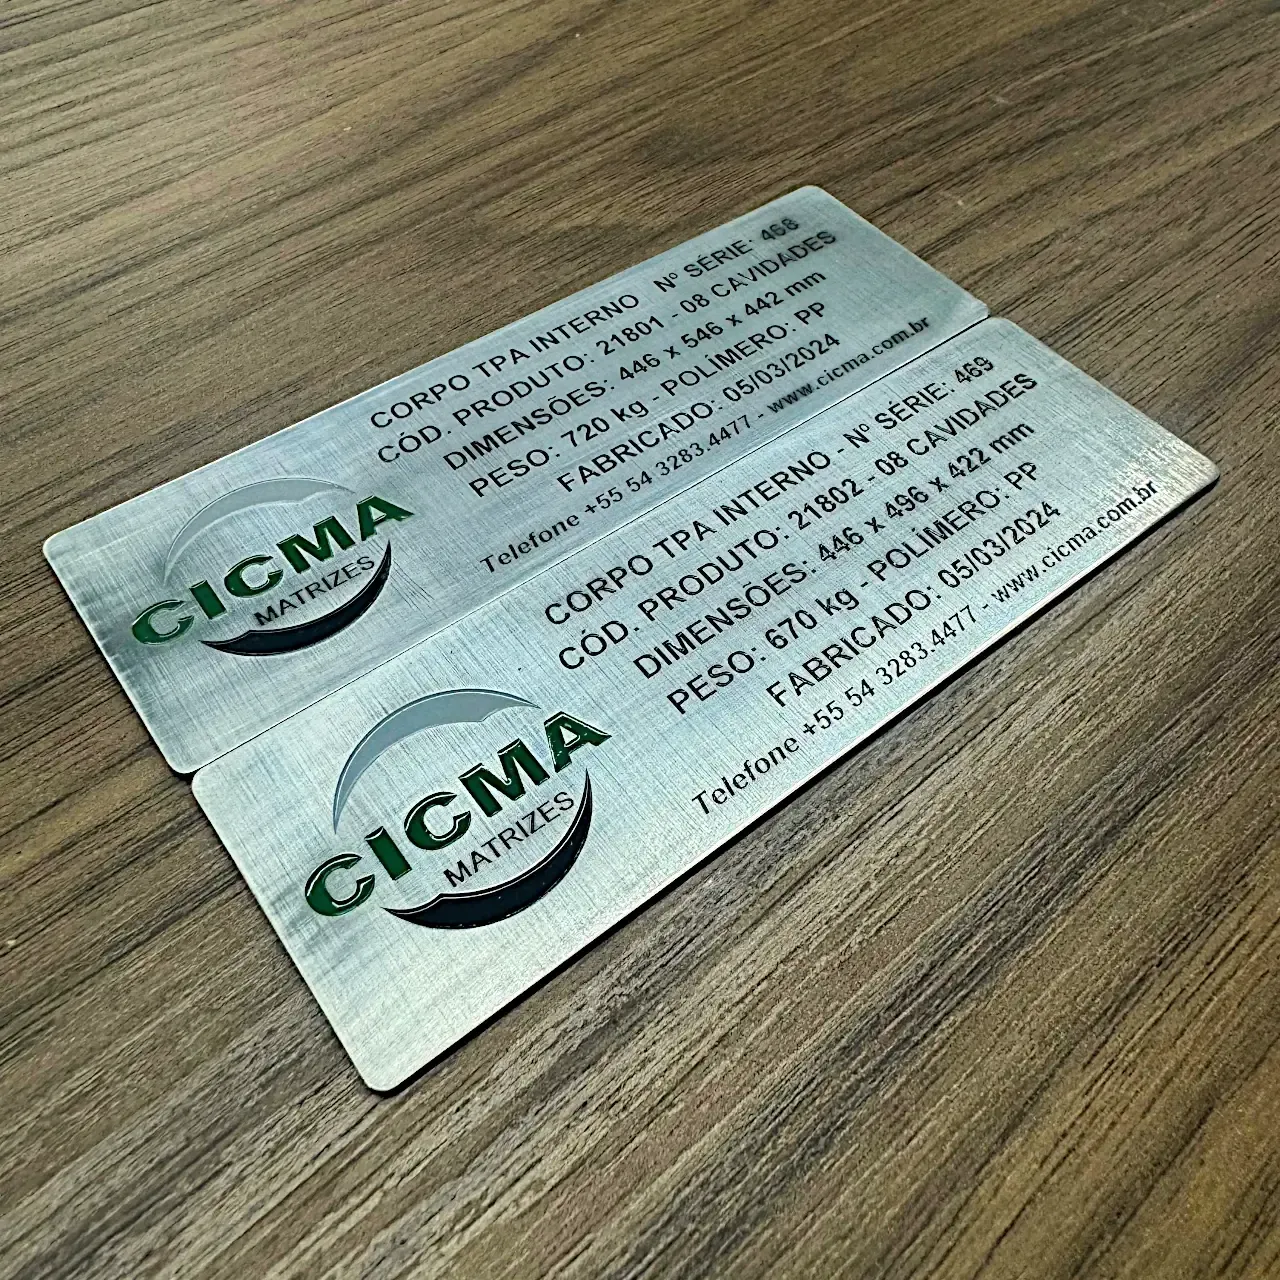 CICMA
MATRIZES
CORPO TPA INTERNO Nº SÉRIE: 468
CÓD. PRODUTO: 21801 - 08 CAVIDADES
DIMENSÕES: 446 x 546 x 442 mm
PESO: 720 kg - POLÍMERO: PP
FABRICADO: 05/03/2024
Telefone +55 54 3283.4477 - www.cicma.com.br
CICMA
MATRIZES
CORPO TPA INTERNO - Nº SÉRIE: 469
CÓD. PRODUTO: 21802 - 08 CAVIDADES
DIMENSÕES: 446 x 496 x 422 mm
PESO: 670 kg - POLÍMERO: PP
FABRICADO: 05/03/2024
Telefone +55 54 3283.4477 - www.cicma.com.br